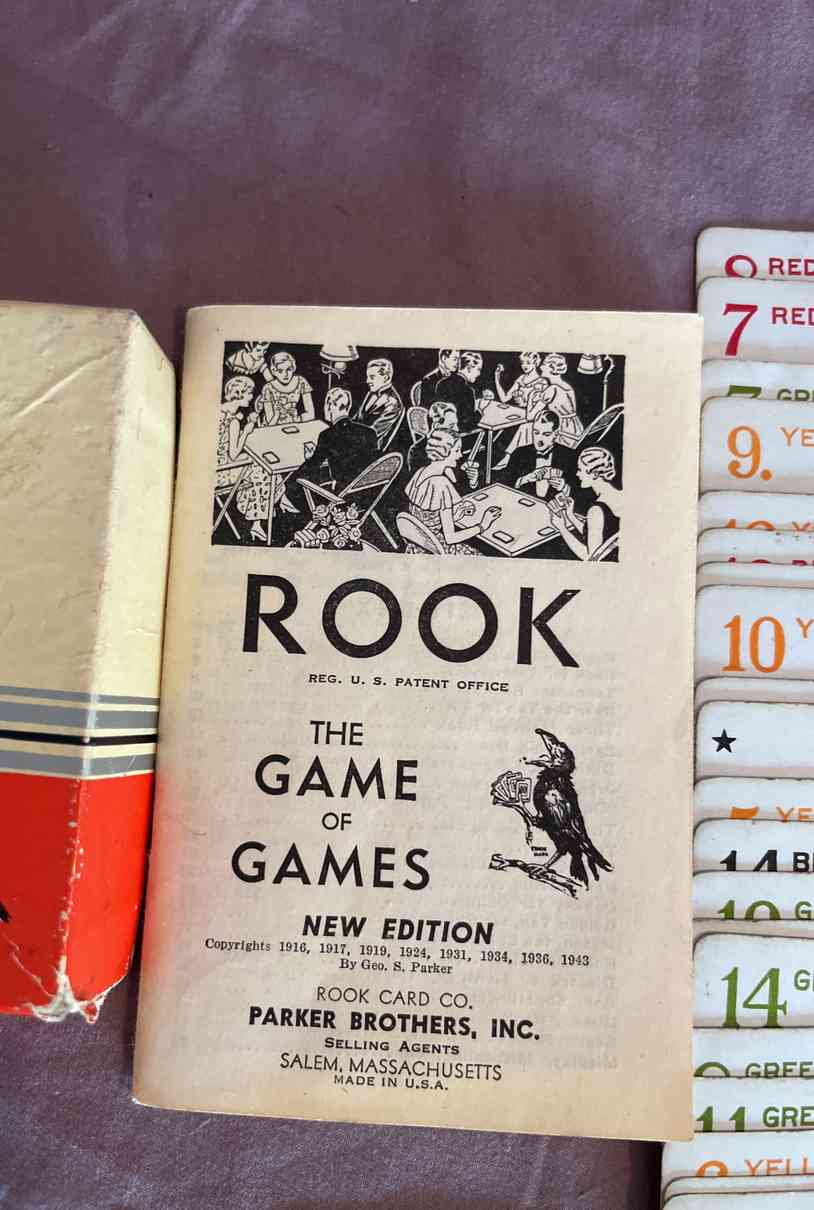 ROOK
REG. U. S. PATENT OFFICE
THE
GAME
OF
GAMES
NEW EDITION
Copyrights 1916, 1917, 1919, 1924, 1931, 1934, 1936, 1943
By Geo. S. Parker
ROOK CARD CO.
PARKER BROTHERS, INC.
SELLING AGENTS
SALEM, MASSACHUSETTS
MADE IN U.S.A.
RED
7 RED
GR
9. YE
10 Y
★
YE
14 B
G
14 G
GREE
11 GRE
YELL